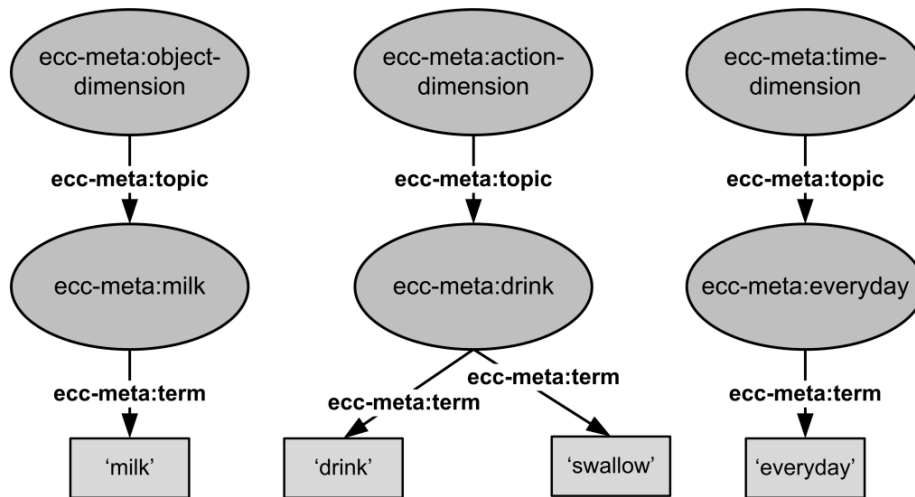 ecc-meta:object-
dimension
ecc-meta:action-
dimension
ecc-meta:time-
dimension
ecc-meta:topic
ecc-meta:topic
ecc-meta:topic
ecc-meta:milk
ecc-meta:drink
ecc-meta:everyday
ecc-meta:term
ecc-meta:term
ecc-meta:term
ecc-meta:term
‘milk’
‘drink’
‘swallow’
‘everyday’